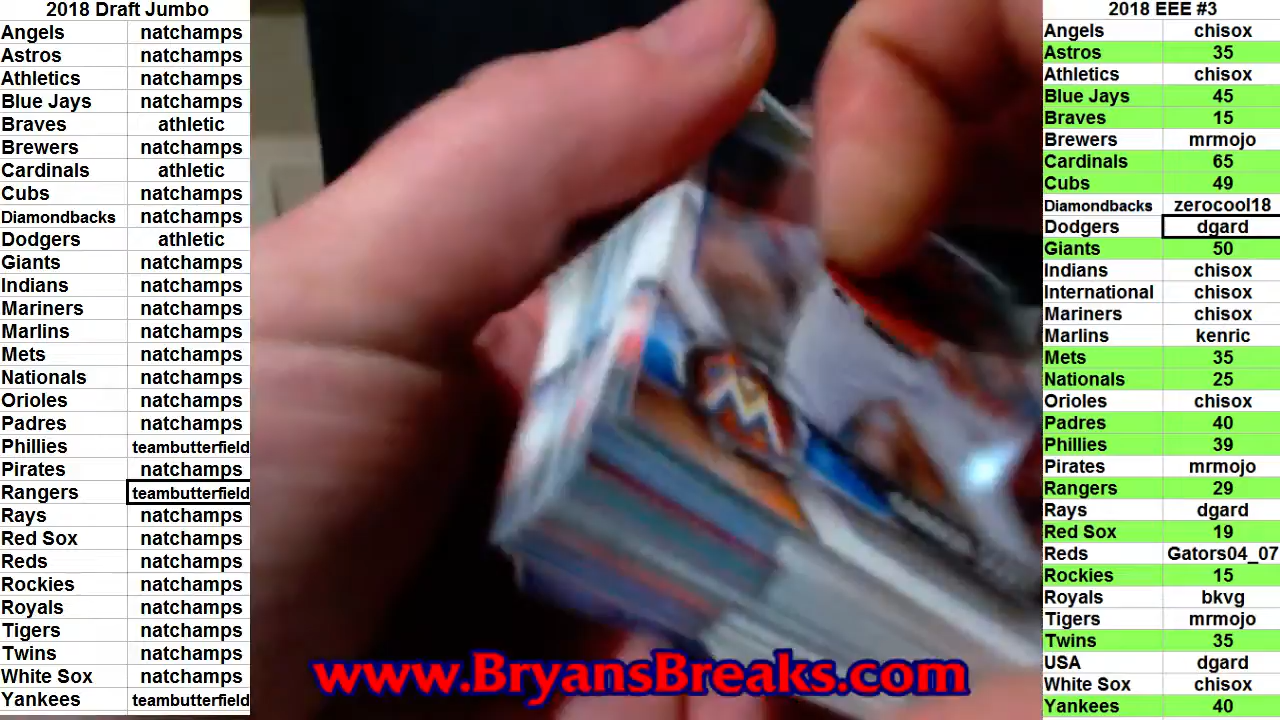 2018 Draft Jumbo
Angels natchamps
Astros natchamps
Athletics natchamps
Blue Jays natchamps
Braves athletic
Brewers natchamps
Cardinals athletic
Cubs natchamps
Diamondbacks natchamps
Dodgers athletic
Giants natchamps
Indians natchamps
Mariners natchamps
Marlins natchamps
Mets natchamps
Nationals natchamps
Orioles natchamps
Padres natchamps
Phillies teambutterfield
Pirates natchamps
Rangers teambutterfield
Rays natchamps
Red Sox natchamps
Reds natchamps
Rockies natchamps
Royals natchamps
Tigers natchamps
Twins natchamps
White Sox natchamps
Yankees teambutterfield
www.BryansBreaks.com
2018 EEE #3
Angels chisox
Astros 35
Athletics chisox
Blue Jays 45
Braves 15
Brewers mrmojo
Cardinals 65
Cubs 49
Diamondbacks zerocool18
Dodgers dgard
Giants 50
Indians chisox
International chisox
Mariners chisox
Marlins kenric
Mets 35
Nationals 25
Orioles chisox
Padres 40
Phillies 39
Pirates mrmojo
Rangers 29
Rays dgard
Red Sox 19
Reds Gators04_07
Rockies 15
Royals bkvg
Tigers mrmojo
Twins 35
USA dgard
White Sox chisox
Yankees 40